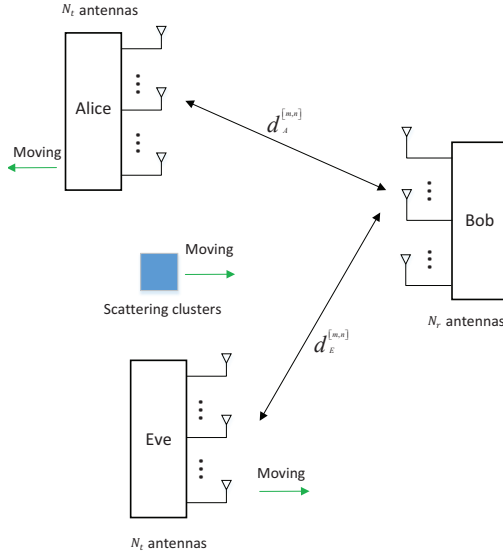 N_t antennas
Alice
Moving
d_A^[m,n]
Bob
Moving
Scattering clusters
N_r antennas
d_E^[m,n]
Eve
Moving
N_t antennas